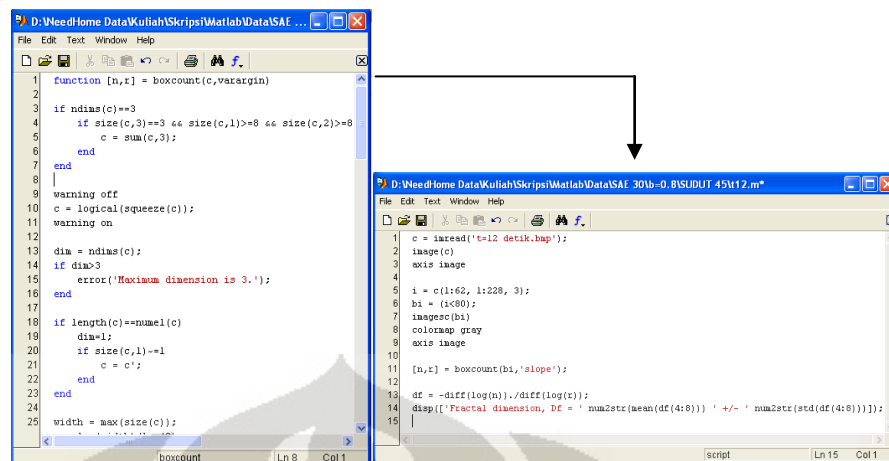 D:\NeedHome Data\Kuliah\Skripsi\Matlab\Data\SAE ...
File Edit Text Window Help
1 function [n,r] = boxcount(c,varargin)
2
3 if ndims(c)==3
4 if size(c,3)==3 && size(c,1)>=8 && size(c,2)>=8
5 c = sum(c,3);
6 end
7 end
8
9 warning off
10 c = logical(squeeze(c));
11 warning on
12
13 dim = ndims(c);
14 if dim>3
15 error('Maximum dimension is 3.');
16 end
17
18 if length(c)==numel(c)
19 dim=1;
20 if size(c,1)~=1
21 c = c';
22 end
23 end
24
25 width = max(size(c));
boxcount Ln 8 Col 1
D:\NeedHome Data\Kuliah\Skripsi\Matlab\Data\SAE 30\b=0.8\SUDUT 45\t12.m*
File Edit Text Window Help
1 c = imread('t=12 detik.bmp');
2 image(c)
3 axis image
4
5 i = c(1:62, 1:228, 3);
6 bi = (i<80);
7 imagesc(bi)
8 colormap gray
9 axis image
10
11 [n,r] = boxcount(bi,'slope');
12
13 df = -diff(log(n))./diff(log(r));
14 disp(['Fractal dimension, Df = ' num2str(mean(df(4:8))) ' +/- ' num2str(std(df(4:8)))]);
15
script Ln 15 Col 1